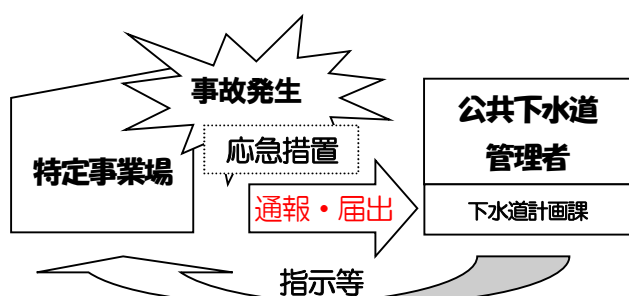 事故発生
応急措置
特定事業場
通報・届出
公共下水道
管理者
下水道計画課
指示等